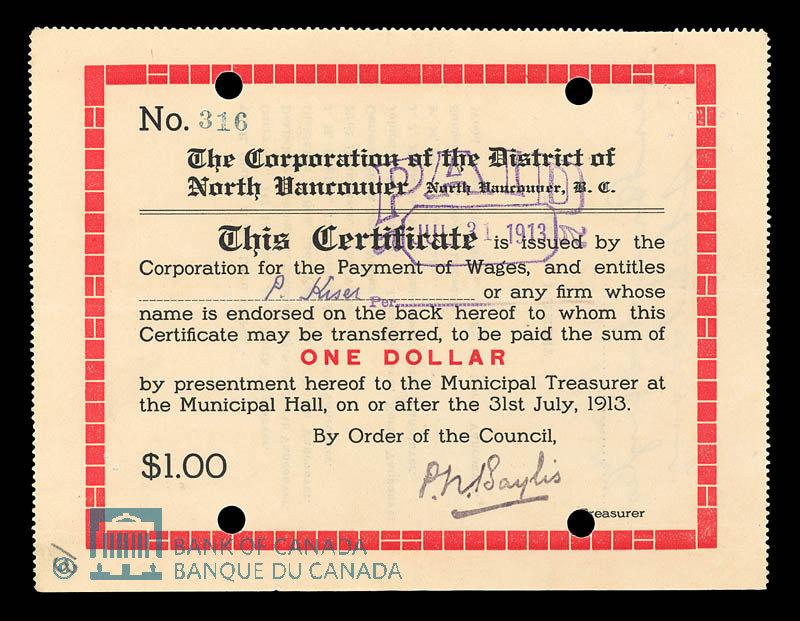 No. 316
The Corporation of the District of
North Vancouver North Vancouver, B. C.
PAID
JUL 31 1913
This Certificate is issued by the
Corporation for the Payment of Wages, and entitles
P. Kiser Per. or any firm whose
name is endorsed on the back hereof to whom this
Certificate may be transferred, to be paid the sum of
ONE DOLLAR
by presentment hereof to the Municipal Treasurer at
the Municipal Hall, on or after the 31st July, 1913.
By Order of the Council,
$1.00
P. N. Baylis
Treasurer
@ BANK OF CANADA
BANQUE DU CANADA